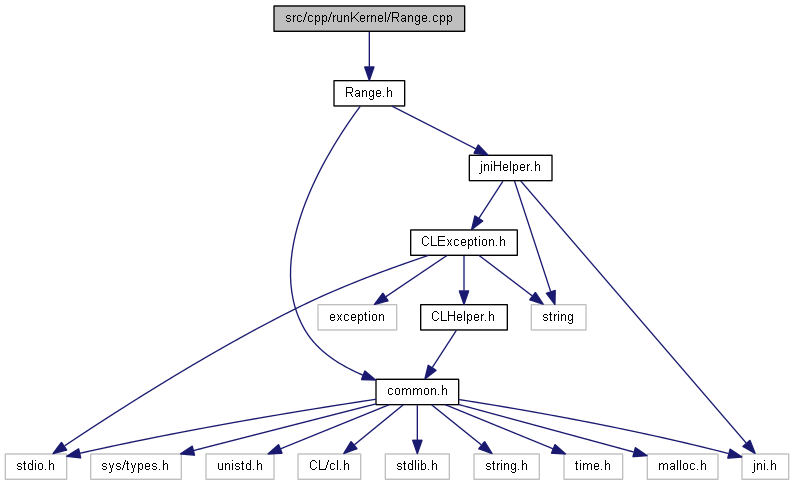 src/cpp/runKernel/Range.cpp
Range.h
jniHelper.h
CLException.h
exception
CLHelper.h
string
common.h
stdio.h
sys/types.h
unistd.h
CL/cl.h
stdlib.h
string.h
time.h
malloc.h
jni.h